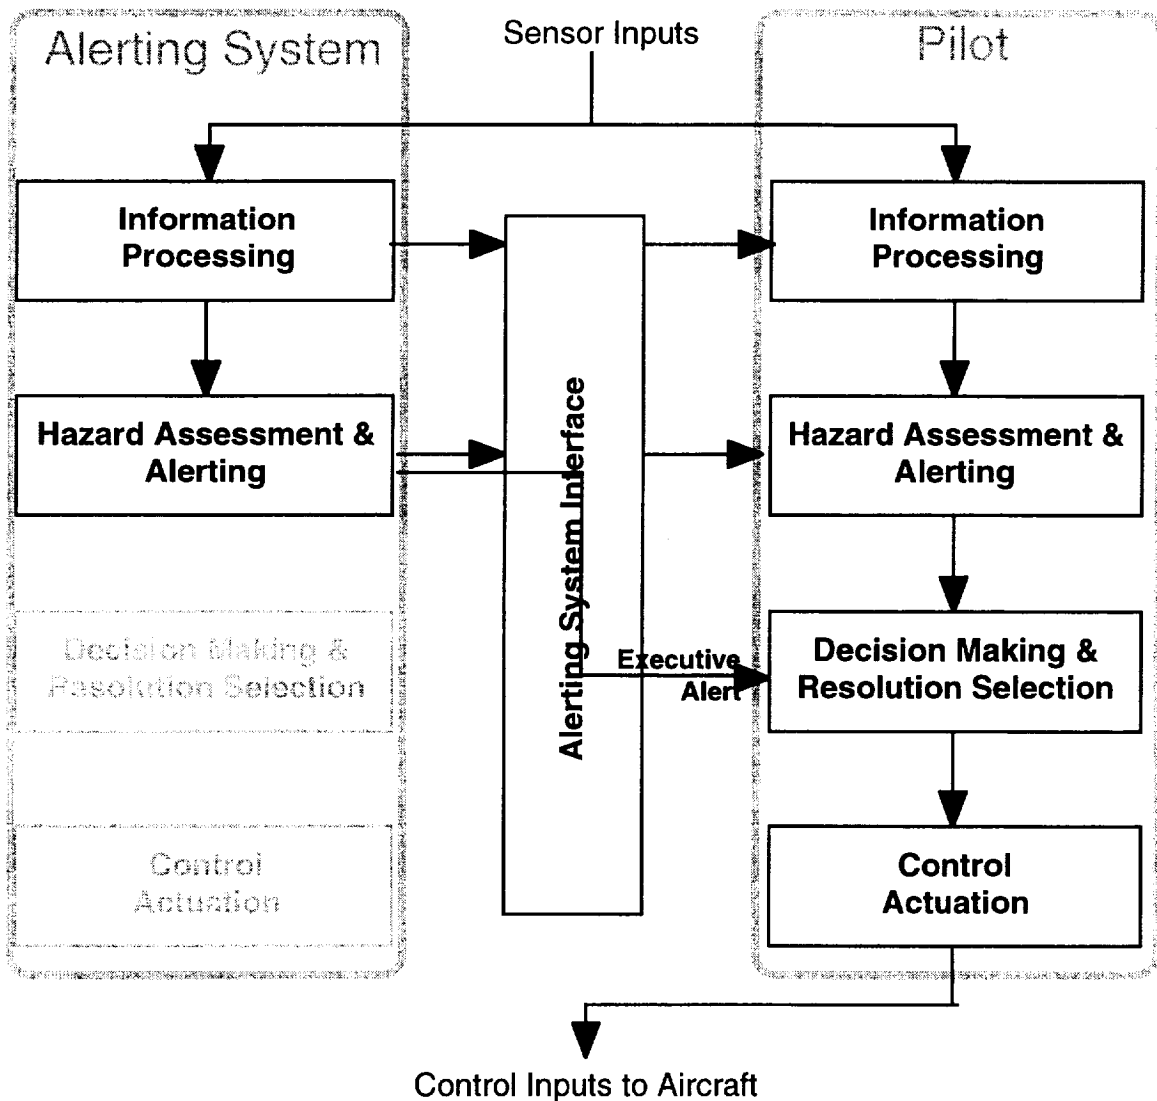 Alerting System
Sensor Inputs
Pilot
Information
Processing
Information
Processing
Hazard Assessment &
Alerting
Alerting System Interface
Hazard Assessment &
Alerting
Decision Making &
Rasolution Selection
Executive
Alert
Decision Making &
Resolution Selection
Control
Actuation
Control
Actuation
Control Inputs to Aircraft